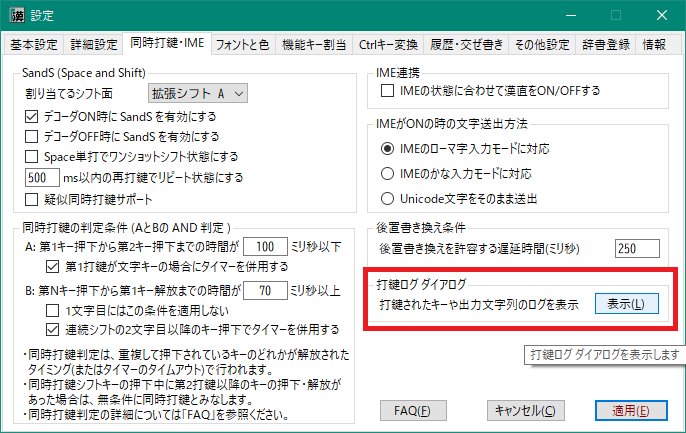 設定
基本設定 詳細設定 同時打鍵・IME フォントと色 機能キー割当 Ctrlキー変換 履歴・交ぜ書き その他設定 辞書登録 情報
SandS (Space and Shift)
割り当てるシフト面 拡張シフト A
デコーダON時に SandS を有効にする
デコーダOFF時に SandS を有効にする
Space単打でワンショットシフト状態にする
500 ms以内の再打鍵でリピート状態にする
疑似同時打鍵サポート
同時打鍵の判定条件 (AとBの AND 判定 )
A: 第1キー押下から第2キー押下までの時間が 100 ミリ秒以下
第1打鍵が文字キーの場合にタイマーを併用する
B: 第Nキー押下から第1キー解放までの時間が 70 ミリ秒以上
1文字目にはこの条件を適用しない
連続シフトの2文字目以降のキー押下でタイマーを併用する
・同時打鍵判定は、重複して押下されているキーのどれかが解放された
タイミング(またはタイマーのタイムアウト)で行われます。
・同時打鍵シフトキーの押下中に第2打鍵以降のキーの押下・解放が
あった場合は、無条件に同時打鍵とみなします。
・同時打鍵判定の詳細については「FAQ」を参照ください。
IME連携
IMEの状態に合わせて漢直をON/OFFする
IMEがONの時の文字送出方法
IMEのローマ字入力モードに対応
IMEのかな入力モードに対応
Unicode文字をそのまま送出
後置書き換え条件
後置書き換えを許容する遅延時間(ミリ秒) 250
打鍵ログ ダイアログ
打鍵されたキーや出力文字列のログを表示 表示(L)
打鍵ログ ダイアログを表示します
FAQ(F) キャンセル(C) 適用(E)